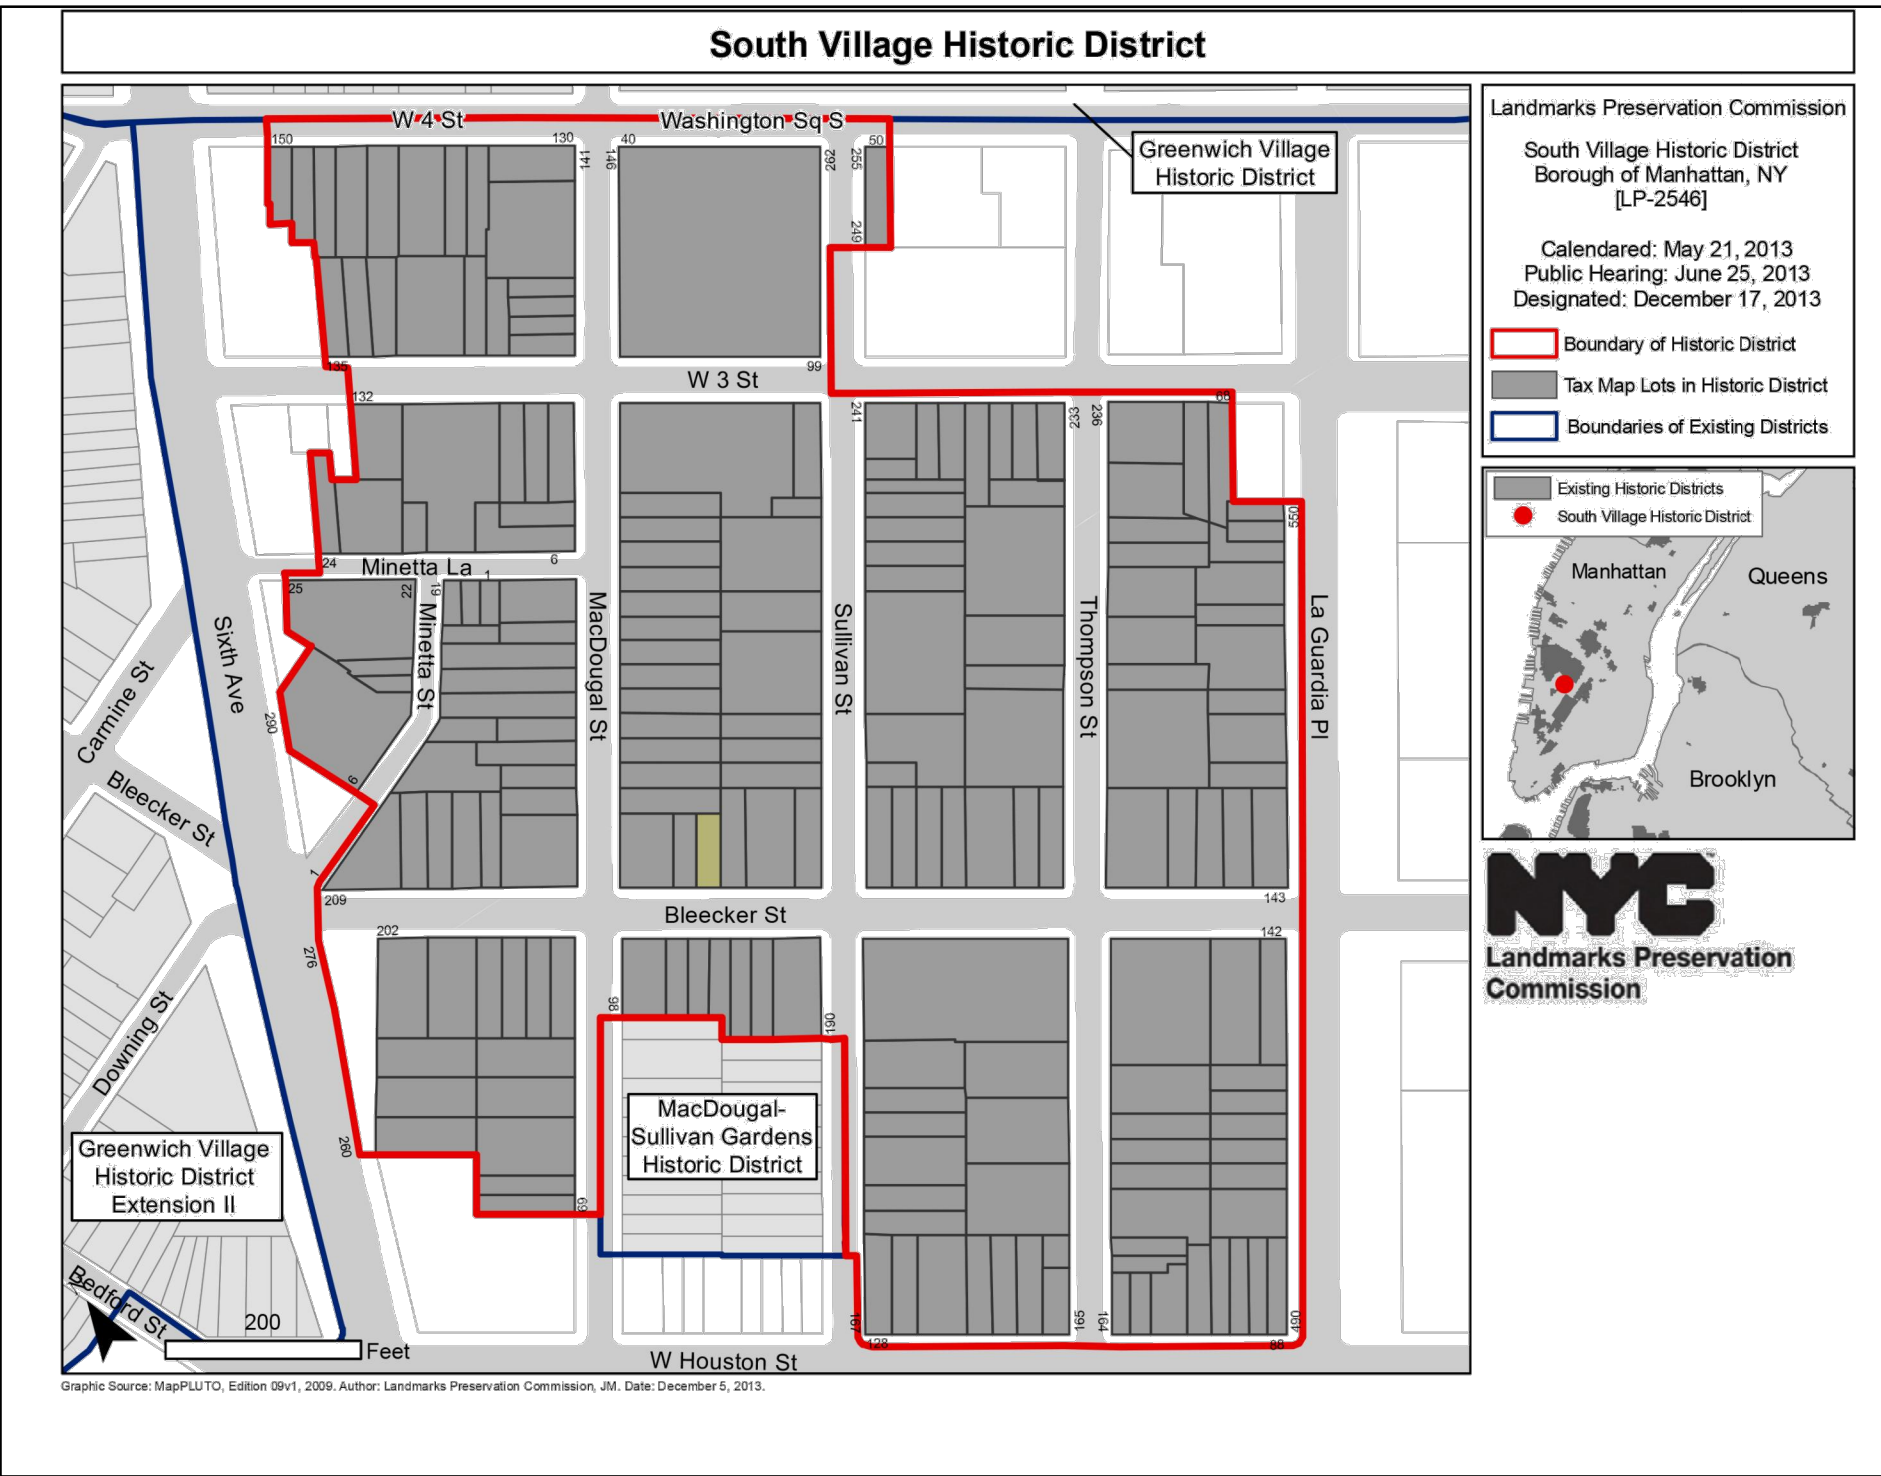 South Village Historic District
W 4 St
Washington Sq S
150
130
141
146
40
262
255
50
249
Greenwich Village
Historic District
135
W 3 St
99
132
241
233
236
68
550
24
Minetta La
6
25
22
19
1
Minetta St
MacDougal St
Sullivan St
Thompson St
La Guardia Pl
Sixth Ave
Carmine St
290
6
Bleecker St
1
209
Bleecker St
143
202
142
276
98
190
Downing St
MacDougal-
Sullivan Gardens
Historic District
260
Greenwich Village
Historic District
Extension II
69
Bedford St
200
Feet
167
128
165
164
88
490
W Houston St
Graphic Source: MapPLUTO, Edition 09v1, 2009. Author: Landmarks Preservation Commission, JM. Date: December 5, 2013.
Landmarks Preservation Commission
South Village Historic District
Borough of Manhattan, NY
[LP-2546]
Calendared: May 21, 2013
Public Hearing: June 25, 2013
Designated: December 17, 2013
Boundary of Historic District
Tax Map Lots in Historic District
Boundaries of Existing Districts
Existing Historic Districts
South Village Historic District
Manhattan
Queens
Brooklyn
NYC
Landmarks Preservation
Commission